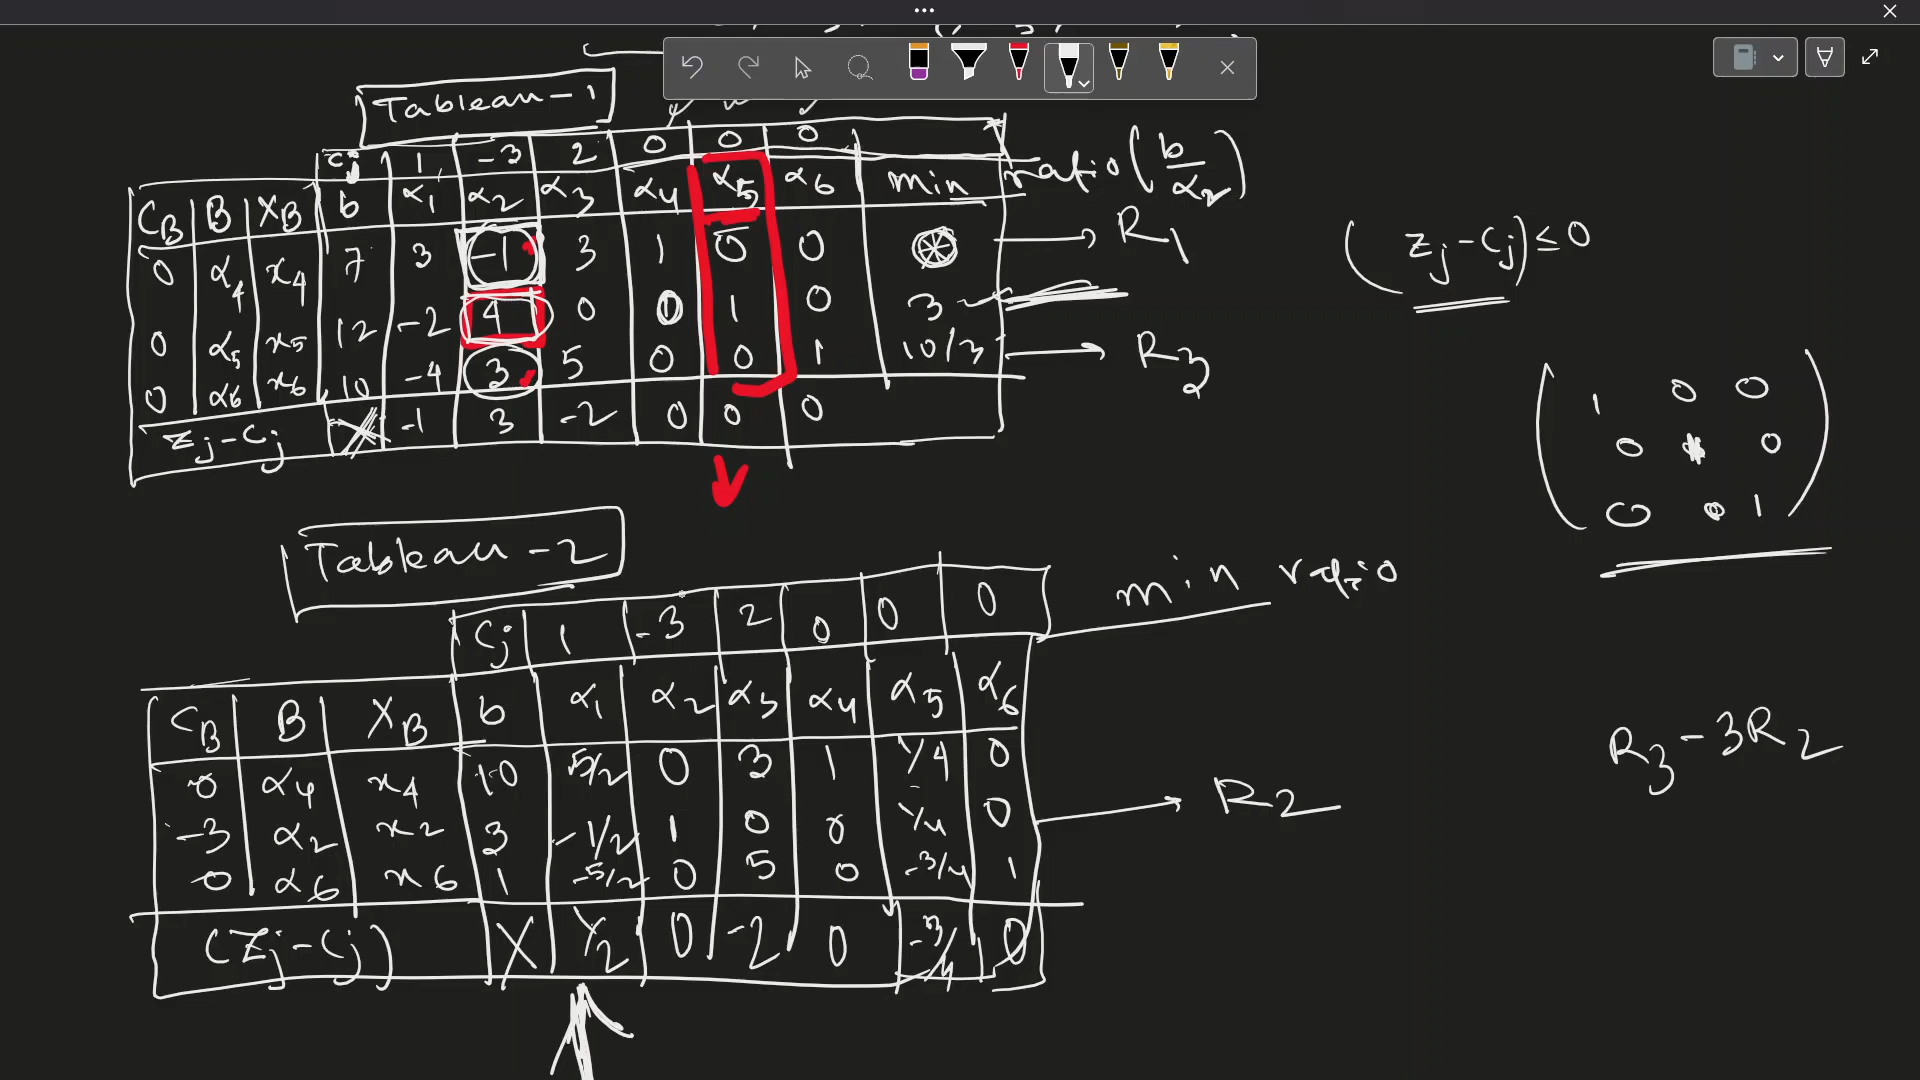 Tableau-1
Cj 1 -3 2 0 0 0
CB B XB b α1 α2 α3 α4 α5 α6 min ratio (b/α2)
0 α4 x4 7 3 -1 3 1 0 0 → R1
0 α5 x5 12 -2 4 0 0 1 0 3
0 α6 x6 10 -4 3 5 0 0 1 10/3 → R3
Zj-Cj X -1 3 -2 0 0 0
(Zj-Cj) ≤ 0
1 0 0
0 0
0 0 1
Tableau-2
min ratio
Cj 1 -3 2 0 0 0
CB B XB b α1 α2 α3 α4 α5 α6
0 α4 x4 10 5/2 0 3 1 1/4 0
-3 α2 x2 3 -1/2 1 0 0 1/4 0 → R2
0 α6 x6 1 -5/2 0 5 0 -3/4 1
(Zj-Cj) X 1/2 0 -2 0 -3/4 0
R3-3R2